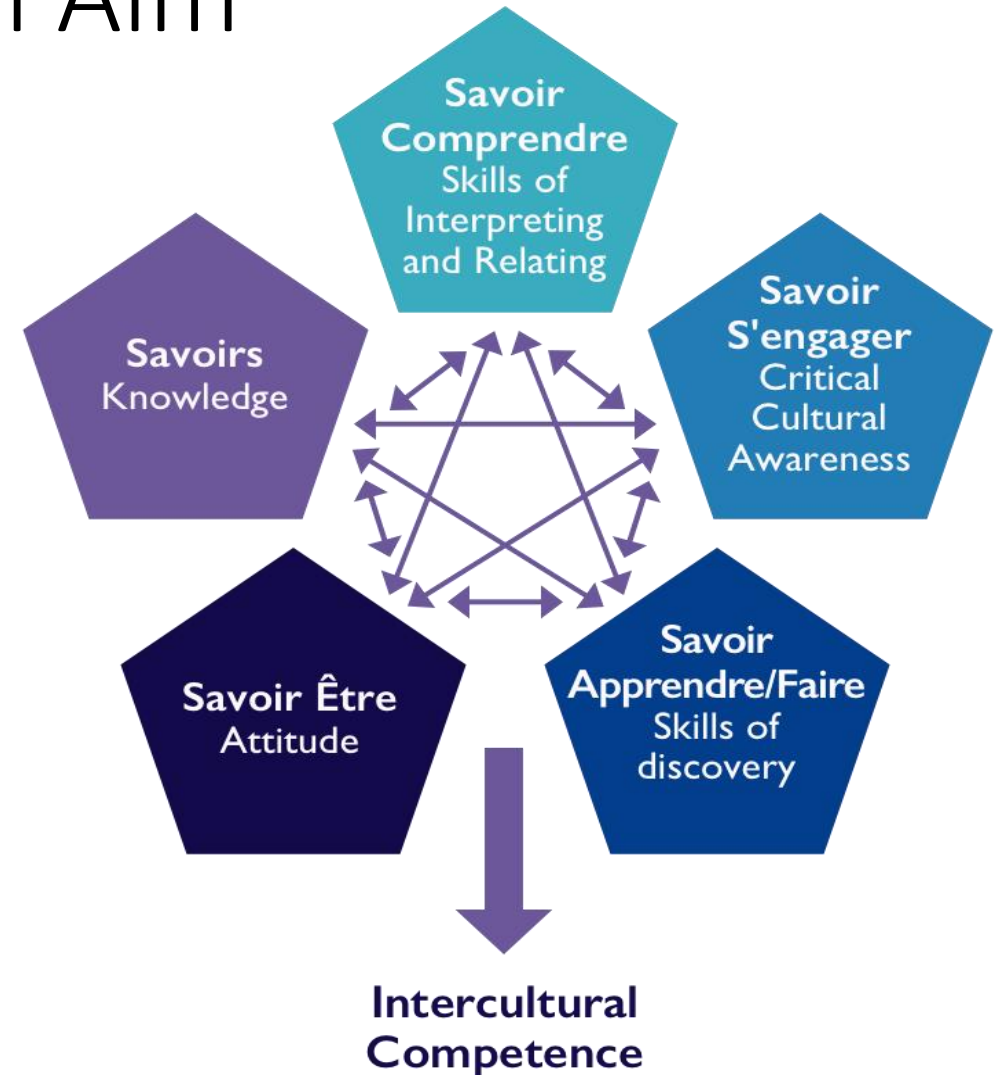 Aim
Savoir
Comprendre
Skills of
Interpreting
and Relating
Savoirs
Knowledge
Savoir
S'engager
Critical
Cultural
Awareness
Savoir Être
Attitude
Savoir
Apprendre/Faire
Skills of
discovery
Intercultural
Competence